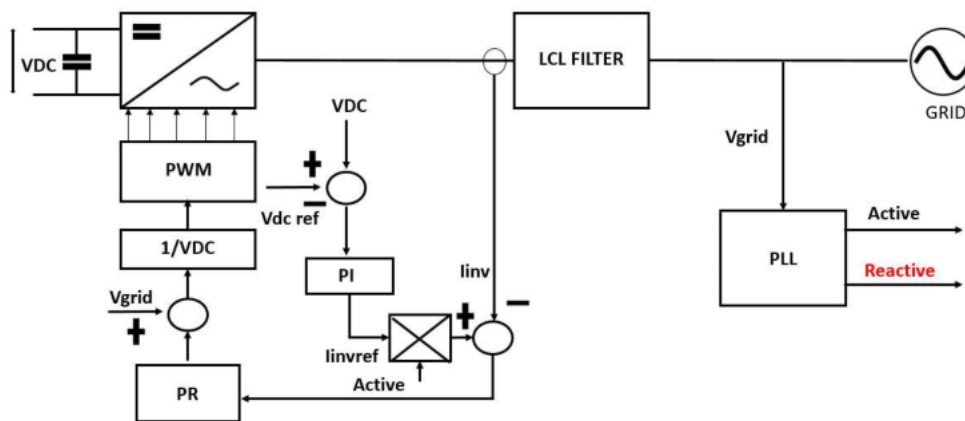 VDC
LCL FILTER
GRID
VDC
Vgrid
PWM
+
−
Vdc ref
Active
1/VDC
PLL
Reactive
PI
Iinv
Vgrid
+
−
+
Iinvref
Active
PR